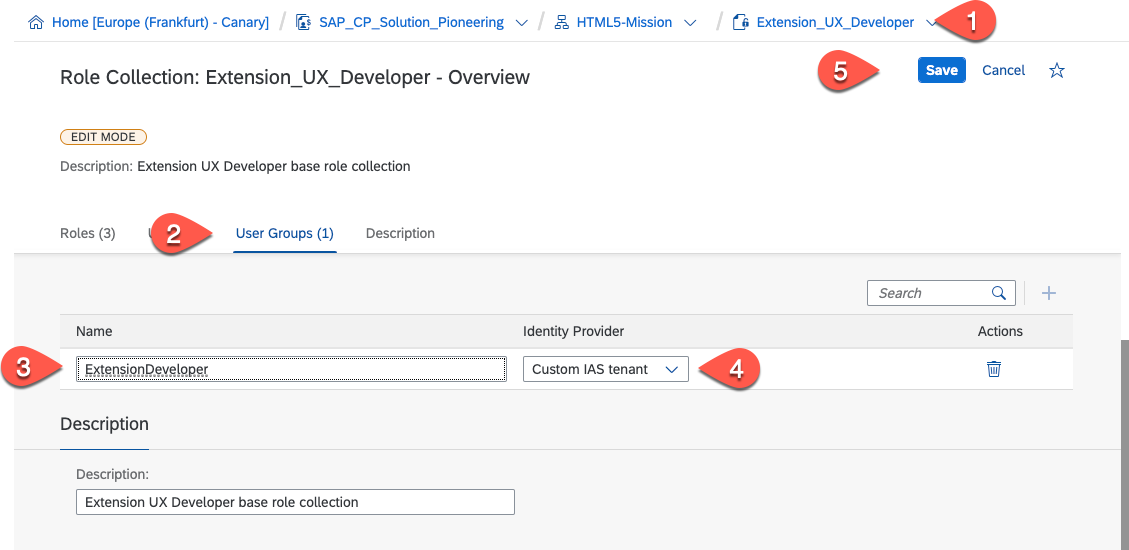 Home [Europe (Frankfurt) - Canary] / SAP_CP_Solution_Pioneering / HTML5-Mission / Extension_UX_Developer 1
Role Collection: Extension_UX_Developer - Overview
5 Save Cancel
EDIT MODE
Description: Extension UX Developer base role collection
Roles (3) 2 User Groups (1) Description
Search
Name Identity Provider Actions
3 ExtensionDeveloper Custom IAS tenant 4
Description
Description:
Extension UX Developer base role collection